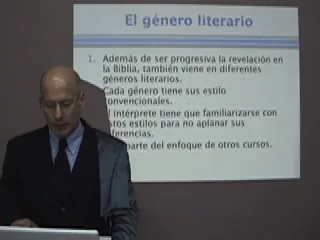 El género literario
1. Además de ser progresiva la revelación en
la Biblia, también viene en diferentes
géneros literarios.
Cada género tiene sus estilo
convencionales.
intérprete tiene que familiarizarse con
estos estilos para no aplanar sus
parte del enfoque de otros cursos.